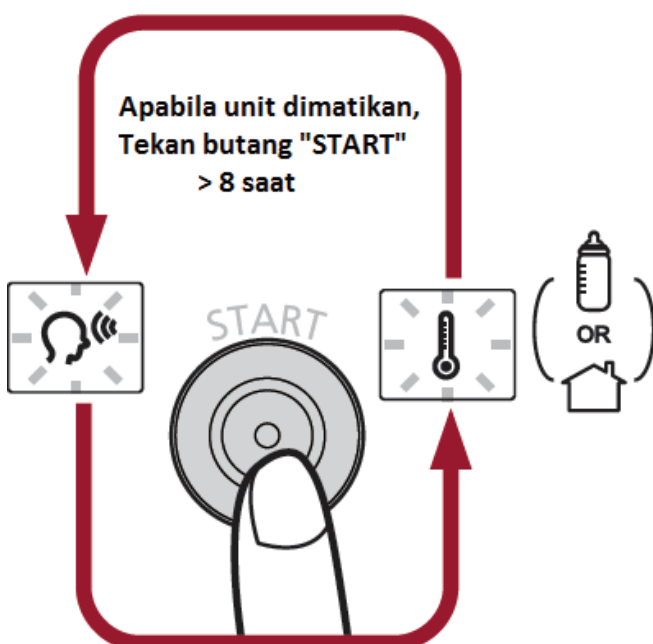 Apabila unit dimatikan,
Tekan butang "START"
> 8 saat
START
OR